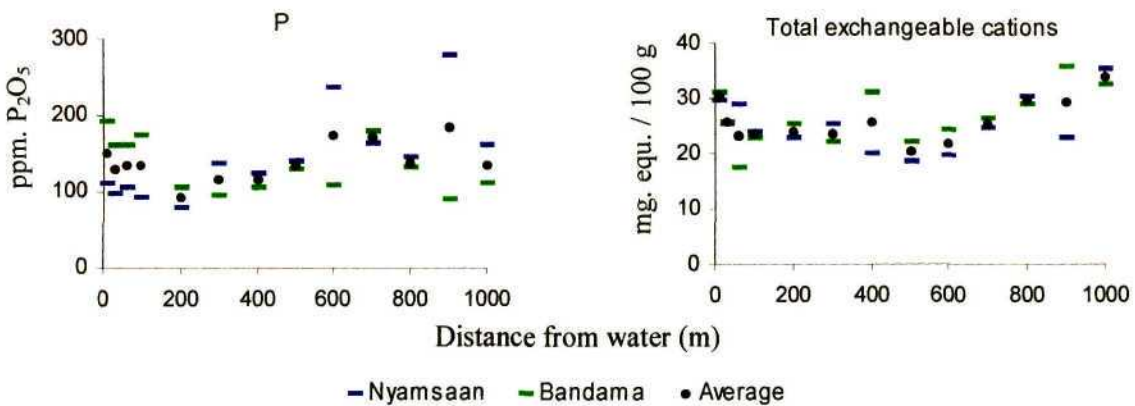 P
ppm. P₂O₅
300
200
100
0
0 200 400 600 800 1000
Total exchangeable cations
mg. equ. / 100 g
40
30
20
10
0
0 200 400 600 800 1000
Distance from water (m)
Nyamsaan Bandama Average